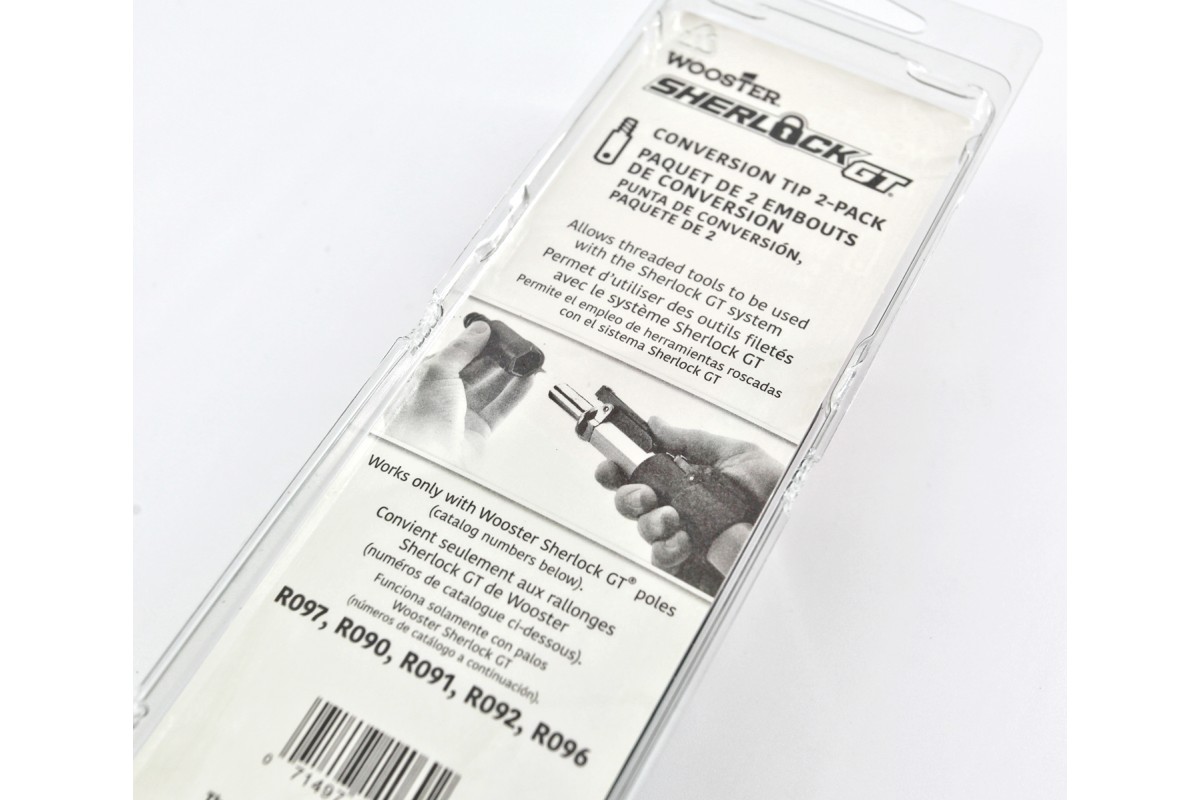 WOOSTER
SHERLOCK GT®
CONVERSION TIP 2-PACK
PAQUET DE 2 EMBOUTS
DE CONVERSION
PUNTA DE CONVERSIÓN,
PAQUETE DE 2
Allows threaded tools to be used
with the Sherlock GT system
Permet d'utiliser des outils filetés
avec le système Sherlock GT
Permite el empleo de herramientas roscadas
con el sistema Sherlock GT
Works only with Wooster Sherlock GT® poles
(catalog numbers below).
Convient seulement aux rallonges
Sherlock GT de Wooster
(numéros de catalogue ci-dessous).
Funciona solamente con palos
Wooster Sherlock GT
(números de catálogo a continuación).
R097, R090, R091, R092, R096
0 71497